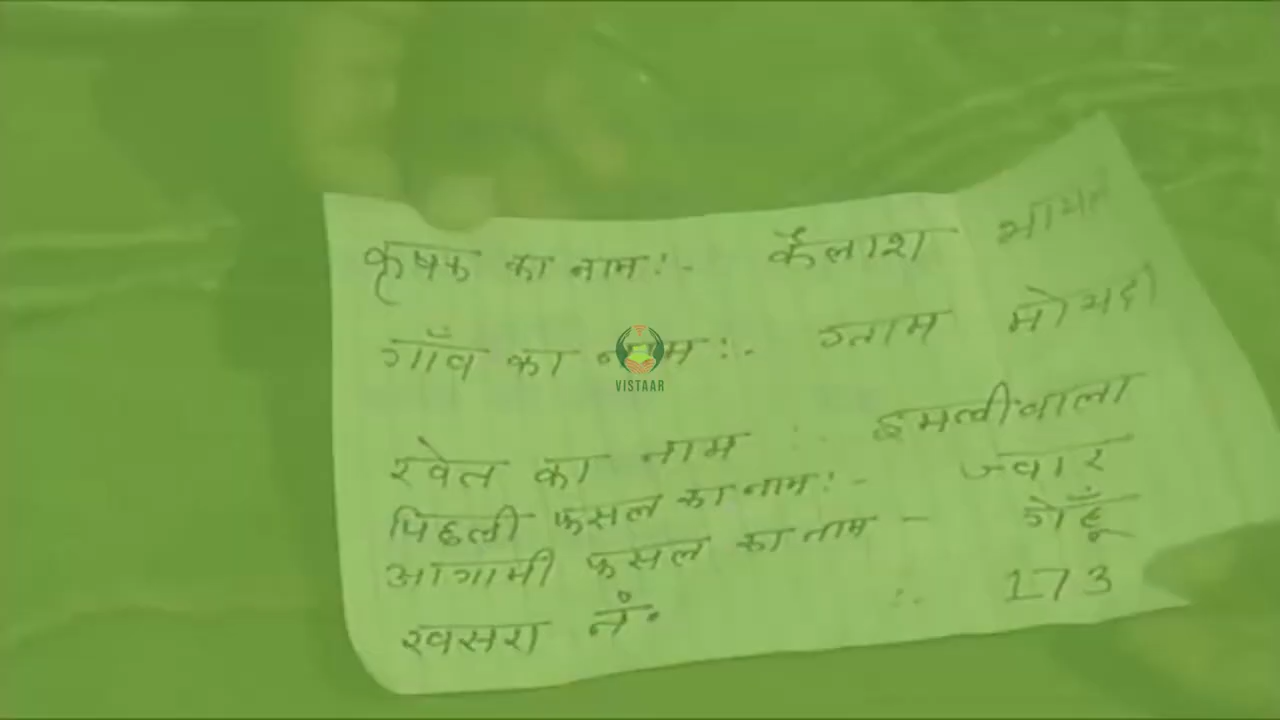 कृषक का नाम :- कैलाश
गाँव का नाम :- ग्राम
VISTAAR
खेत का नाम :- इमलीवाला
पिछली फसल का नाम :- ज्वार
आगामी फसल का नाम - गेहूँ
खसरा नं. :- 173